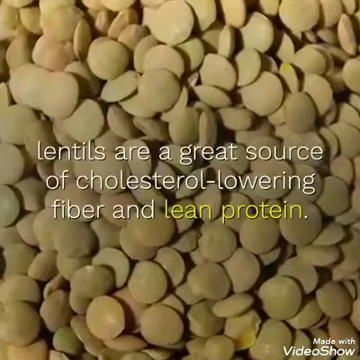 lentils are a great source
of cholesterol-lowering
fiber and lean protein.
Made with
VideoShow